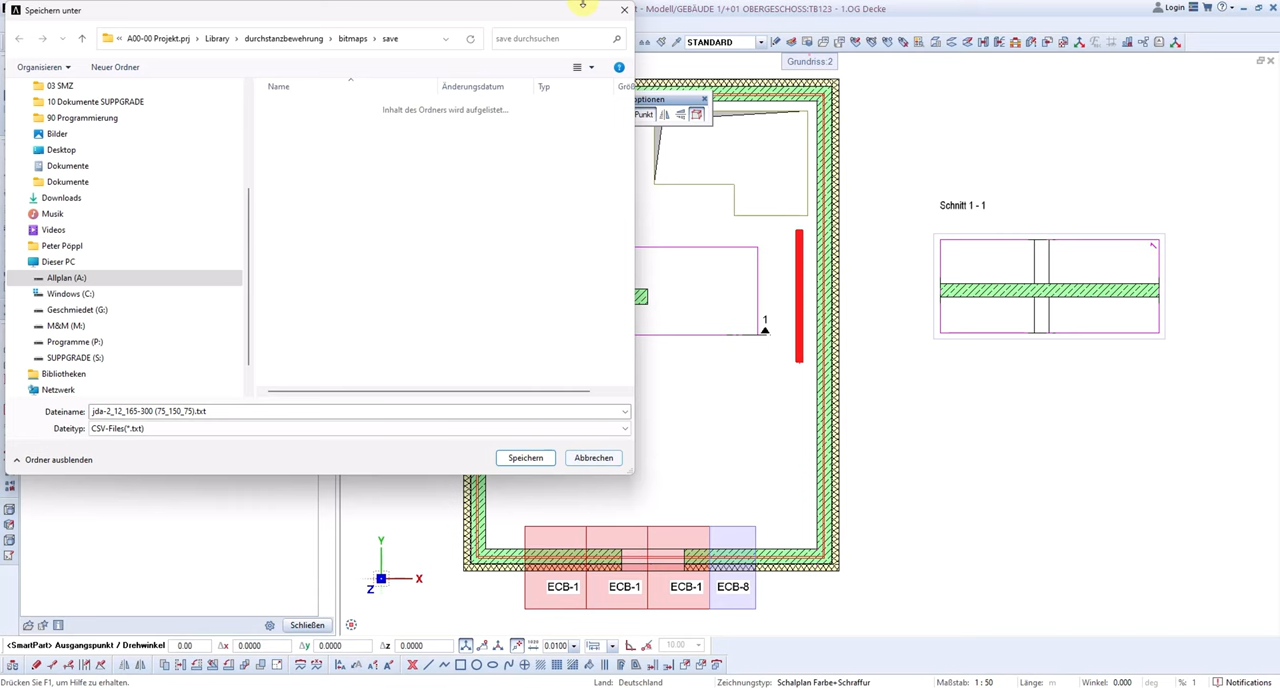 Speichern unter
t - Modell/GEBÄUDE 1/+01 OBERGESCHOSS:TB123 - 1.OG Decke
Login
« A00-00 Projekt.prj › Library › durchstanzbewehrung › bitmaps › save
save durchsuchen
STANDARD
Grundriss:2
Organisieren
Neuer Ordner
03 SMZ
10 Dokumente SUPPGRADE
90 Programmierung
Bilder
Desktop
Dokumente
Dokumente
Downloads
Musik
Videos
Peter Pöppl
Dieser PC
Allplan (A:)
Windows (C:)
Geschmiedet (G:)
M&M (M:)
Programme (P:)
SUPPGRADE (S:)
Bibliotheken
Netzwerk
Name
Änderungsdatum
Typ
Größ
Inhalt des Ordners wird aufgelistet...
optionen
Punkt
Schnitt 1 - 1
1
Dateiname:
jda-2_12_165-300 (75_150_75).txt
Dateityp:
CSV-Files(*.txt)
Ordner ausblenden
Speichern
Abbrechen
ECB-1
ECB-1
ECB-1
ECB-8
Y
X
Z
Schließen
<SmartPart> Ausgangspunkt / Drehwinkel
0.00
Δx
0.0000
Δy
0.0000
Δz
0.0000
0.0100
10.00
Drücken Sie F1, um Hilfe zu erhalten.
Land:
Deutschland
Zeichnungstyp:
Schalplan Farbe+Schraffur
Maßstab:
1 : 50
Länge:
m
Winkel:
0.000
deg
%:
1
Notifications